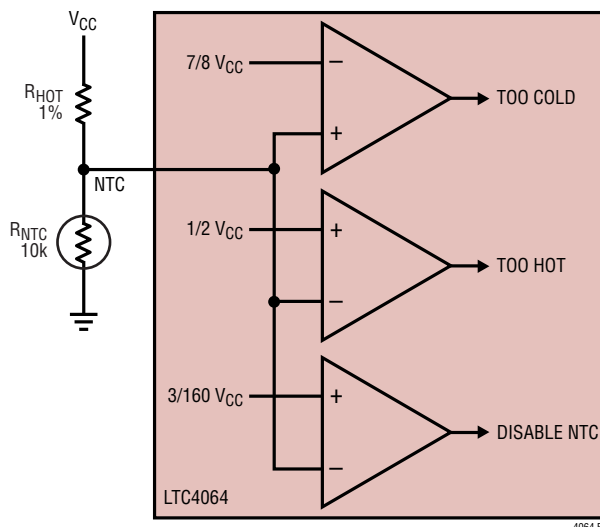 VCC
RHOT
1%
NTC
RNTC
10k
7/8 VCC
−
+
TOO COLD
1/2 VCC
+
−
TOO HOT
3/160 VCC
+
−
DISABLE NTC
LTC4064